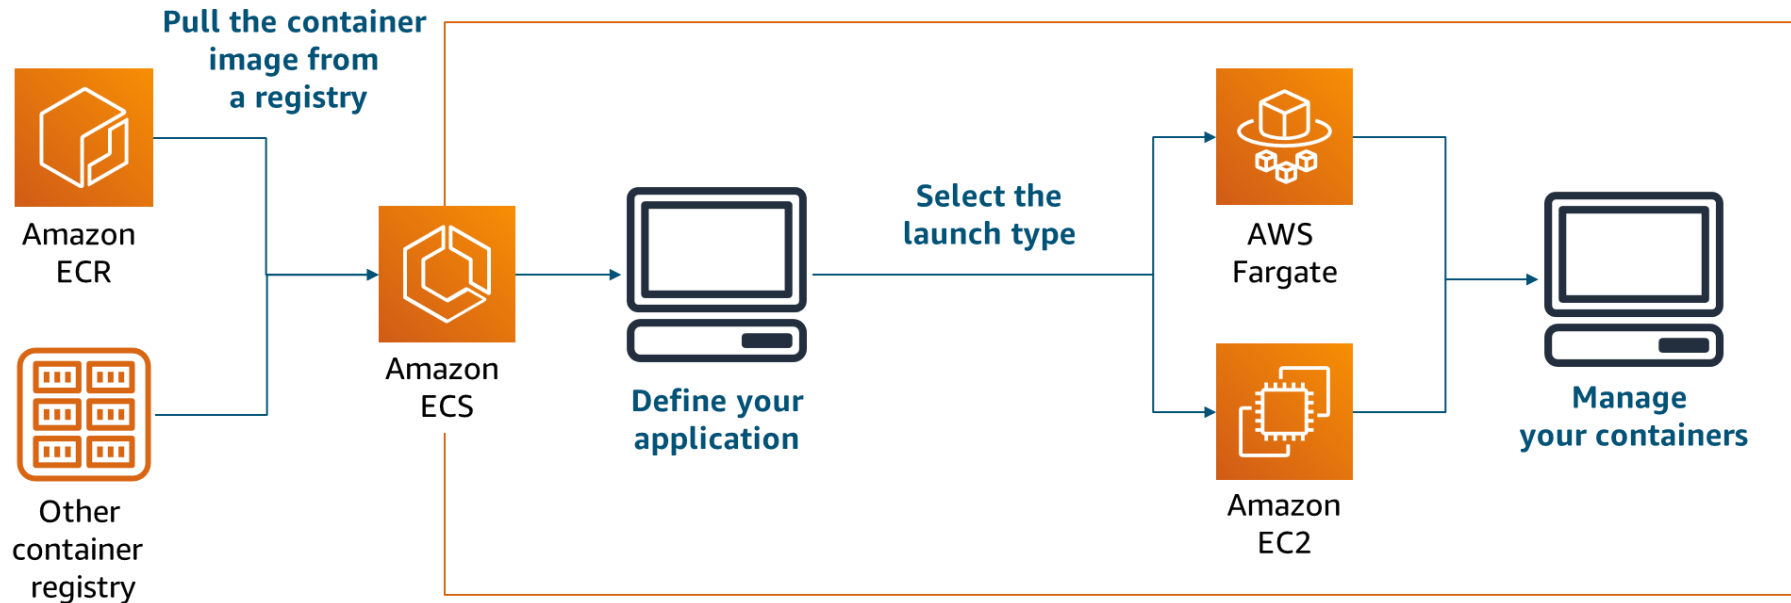 Pull the container
image from
a registry
Amazon
ECR
Other
container
registry
Amazon
ECS
Define your
application
Select the
launch type
AWS
Fargate
Amazon
EC2
Manage
your containers